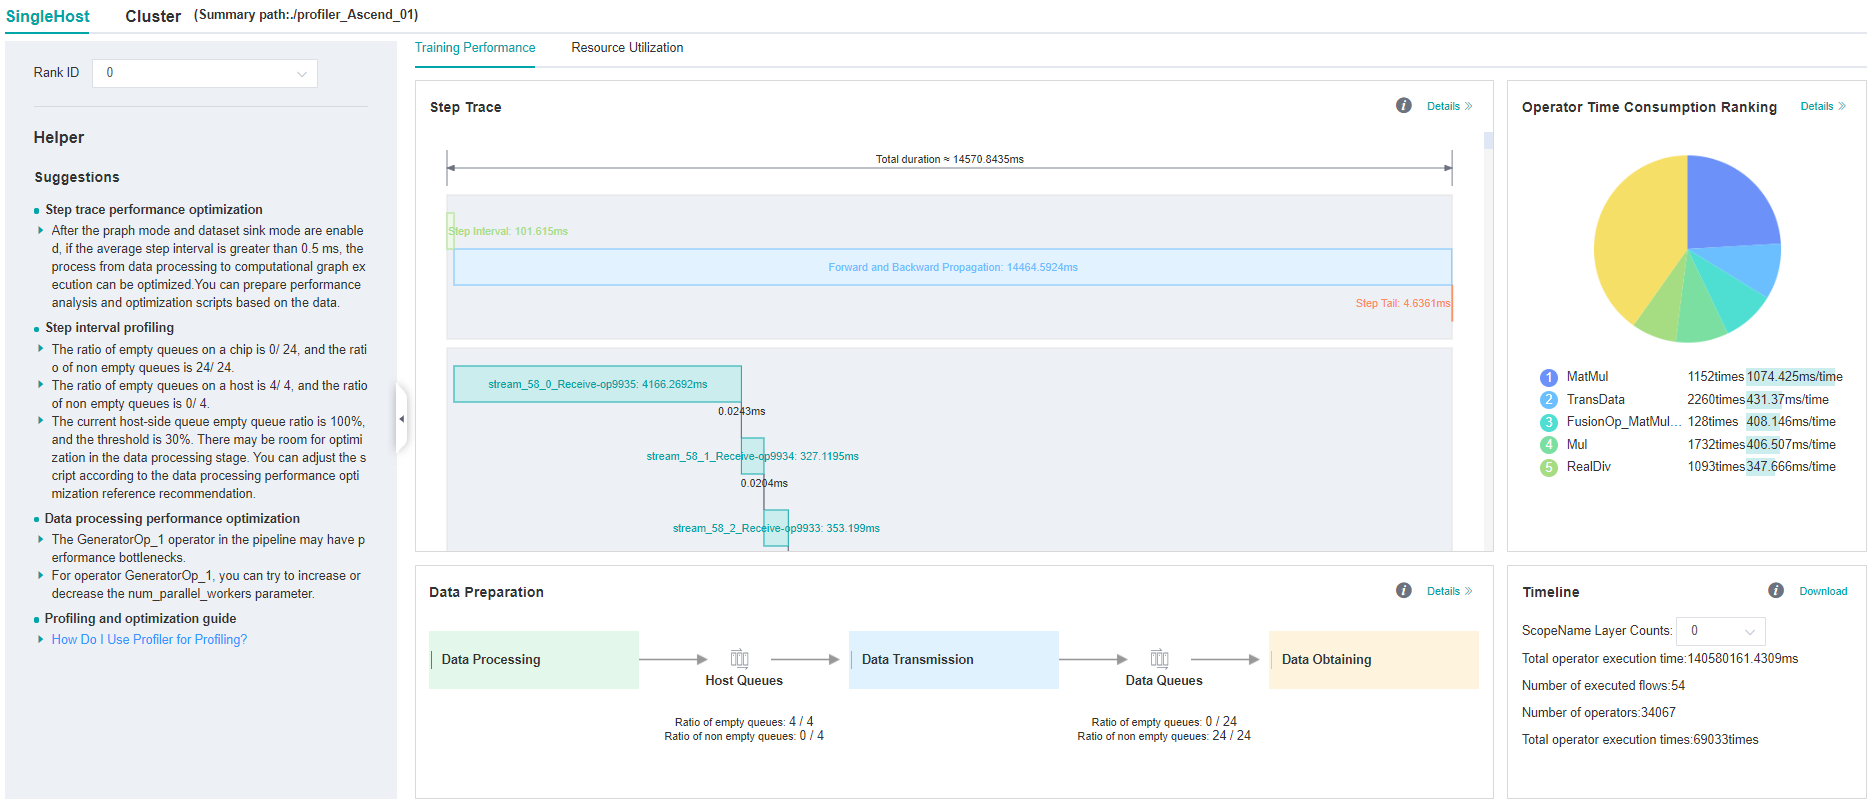 SingleHost Cluster (Summary path:./profiler_Ascend_01)
Rank ID 0
Helper
Suggestions
Step trace performance optimization
After the praph mode and dataset sink mode are enable
d, if the average step interval is greater than 0.5 ms, the
process from data processing to computational graph ex
ecution can be optimized.You can prepare performance
analysis and optimization scripts based on the data.
Step interval profiling
The ratio of empty queues on a chip is 0/ 24, and the rati
o of non empty queues is 24/ 24.
The ratio of empty queues on a host is 4/ 4, and the ratio
of non empty queues is 0/ 4.
The current host-side queue empty queue ratio is 100%,
and the threshold is 30%. There may be room for optimi
zation in the data processing stage. You can adjust the s
cript according to the data processing performance opti
mization reference recommendation.
Data processing performance optimization
The GeneratorOp_1 operator in the pipeline may have p
erformance bottlenecks.
For operator GeneratorOp_1, you can try to increase or
decrease the num_parallel_workers parameter.
Profiling and optimization guide
How Do I Use Profiler for Profiling?
Training Performance Resource Utilization
Step Trace
i Details
Total duration ≈ 14570.8435ms
Step Interval: 101.615ms
Forward and Backward Propagation: 14464.5924ms
Step Tail: 4.6361ms
stream_58_0_Receive-op9935: 4166.2692ms
0.0243ms
stream_58_1_Receive-op9934: 327.1195ms
0.0204ms
stream_58_2_Receive-op9933: 353.199ms
Operator Time Consumption Ranking Details
1 MatMul 1152times 1074.425ms/time
2 TransData 2260times 431.37ms/time
3 FusionOp_MatMul... 128times 408.146ms/time
4 Mul 1732times 406.507ms/time
5 RealDiv 1093times 347.666ms/time
Data Preparation
i Details
Data Processing
Host Queues
Data Transmission
Data Queues
Data Obtaining
Ratio of empty queues: 4 / 4
Ratio of non empty queues: 0 / 4
Ratio of empty queues: 0 / 24
Ratio of non empty queues: 24 / 24
Timeline
i Download
ScopeName Layer Counts: 0
Total operator execution time:140580161.4309ms
Number of executed flows:54
Number of operators:34067
Total operator execution times:69033times